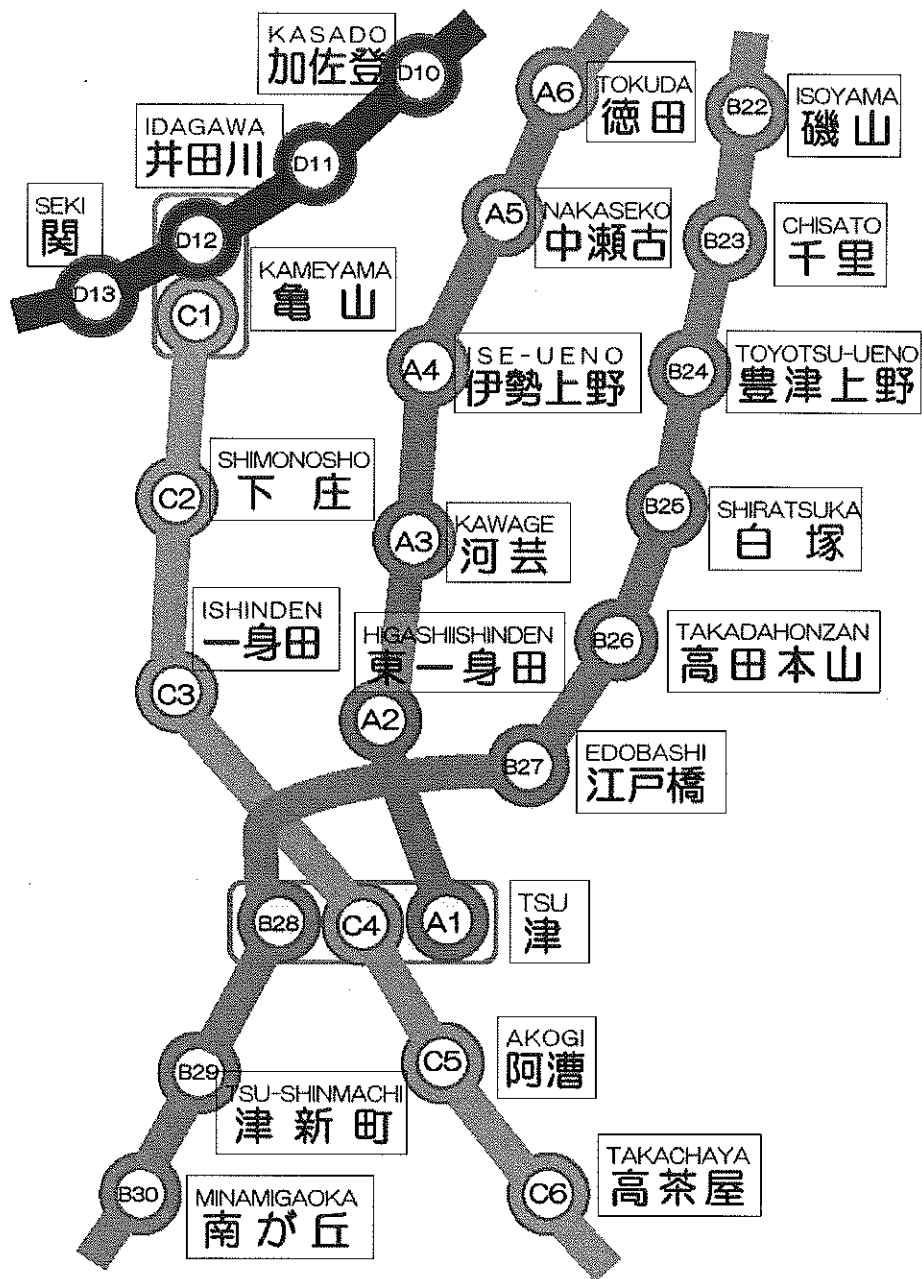 KASADO
加佐登
D10
IDAGAWA
井田川
D11
SEKI
関
D13
D12
C1
KAMEYAMA
亀山
A6
TOKUDA
徳田
A5
NAKASEKO
中瀬古
B22
ISOYAMA
磯山
B23
CHISATO
千里
A4
ISE-UENO
伊勢上野
B24
TOYOTSU-UENO
豊津上野
C2
SHIMONOSHO
下庄
A3
KAWAGE
河芸
B25
SHIRATSUKA
白塚
ISHINDEN
一身田
C3
HIGASHIISHINDEN
東一身田
A2
B26
TAKADAHONZAN
高田本山
B27
EDOBASHI
江戸橋
B28
C4
A1
TSU
津
B29
TSU-SHINMACHI
津新町
C5
AKOGI
阿漕
B30
MINAMIGAOKA
南が丘
C6
TAKACHAYA
高茶屋